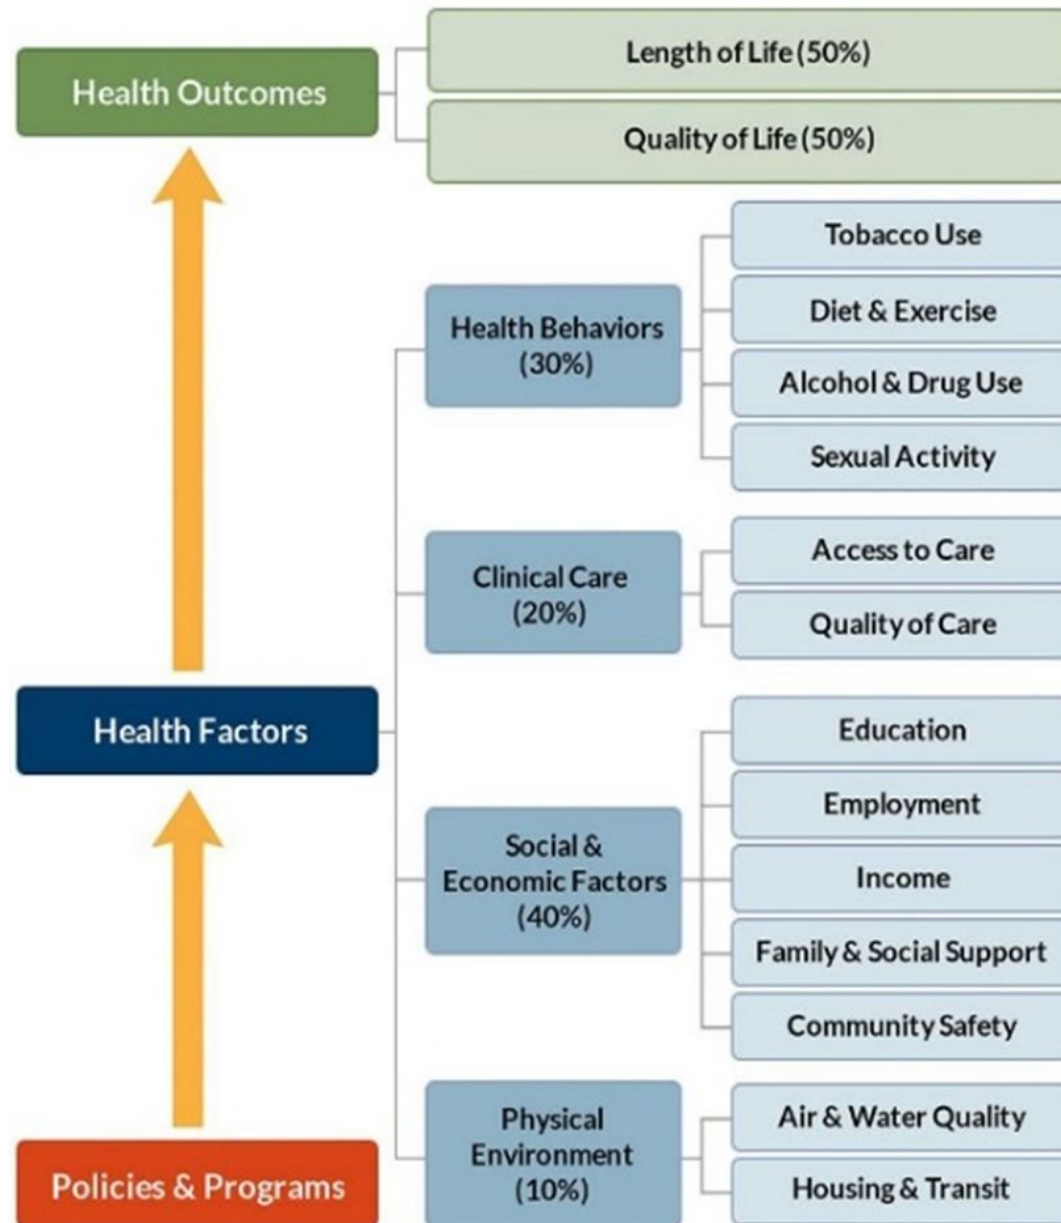 Health Outcomes
Length of Life (50%)
Quality of Life (50%)
Health Factors
Health Behaviors
(30%)
Tobacco Use
Diet & Exercise
Alcohol & Drug Use
Sexual Activity
Clinical Care
(20%)
Access to Care
Quality of Care
Social &
Economic Factors
(40%)
Education
Employment
Income
Family & Social Support
Community Safety
Physical
Environment
(10%)
Air & Water Quality
Housing & Transit
Policies & Programs